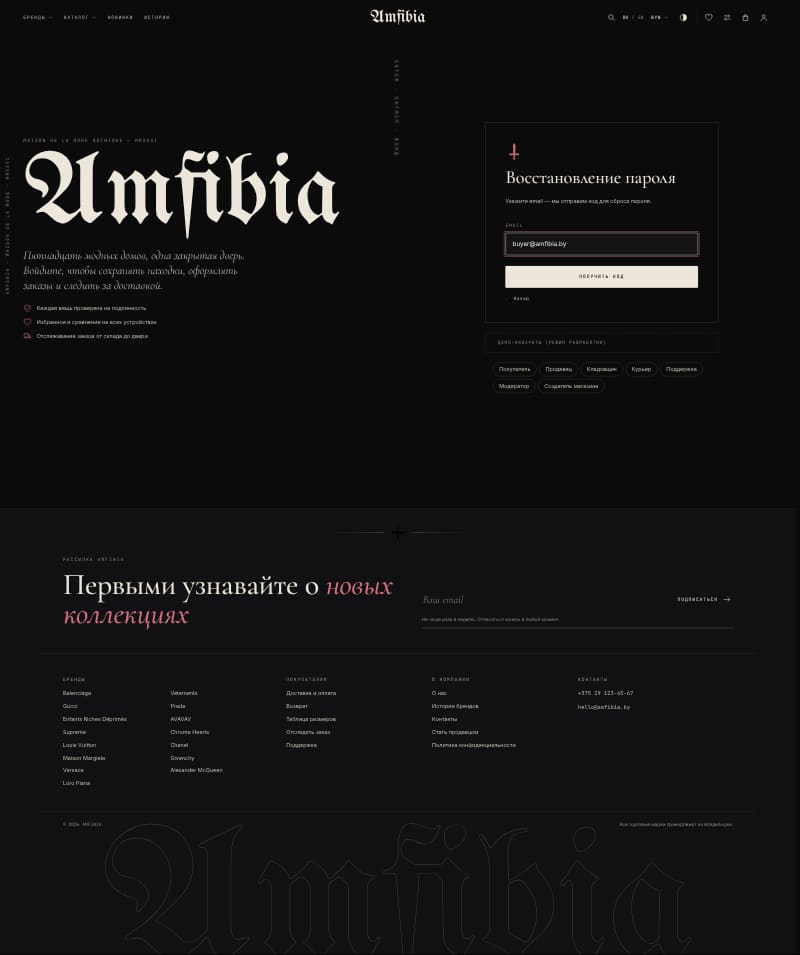 БРЕНДЫ
КАТАЛОГ
НОВИНКИ
ИСТОРИИ
Amfibia
RU / EN
BYN
MAISON DE LA MODE GOTHIQUE — MMXXVI
Amfibia
Пятнадцать модных домов, одна закрытая дверь.
Войдите, чтобы сохранять находки, оформлять
заказы и следить за доставкой.
Каждая вещь проверена на подлинность
Избранное и сравнения на всех устройствах
Отслеживание заказа от склада до двери
Восстановление пароля
Укажите email — мы отправим код для сброса пароля.
EMAIL
buyer@amfibia.by
ПОЛУЧИТЬ КОД
Назад
ДЕМО-АККАУНТЫ (РЕЖИМ РАЗРАБОТКИ)
Покупатель
Продавец
Кладовщик
Курьер
Поддержка
Модератор
Создатель магазина
РАССЫЛКА AMFIBIA
Первыми узнавайте о новых
коллекциях
Ваш email
ПОДПИСАТЬСЯ
Не чаще раза в неделю. Отписаться можно в любой момент.
БРЕНДЫ
Balenciaga
Gucci
Enfants Riches Déprimés
Supreme
Louis Vuitton
Maison Margiela
Versace
Loro Piana
Vetements
Prada
AVAVAV
Chrome Hearts
Chanel
Givenchy
Alexander McQueen
ПОКУПАТЕЛЯМ
Доставка и оплата
Возврат
Таблица размеров
Отследить заказ
Поддержка
О КОМПАНИИ
О нас
История брендов
Контакты
Стать продавцом
Политика конфиденциальности
КОНТАКТЫ
+375 29 123-45-67
hello@amfibia.by
© 2026 AMFIBIA
Все торговые марки принадлежат их владельцам.
Amfibia